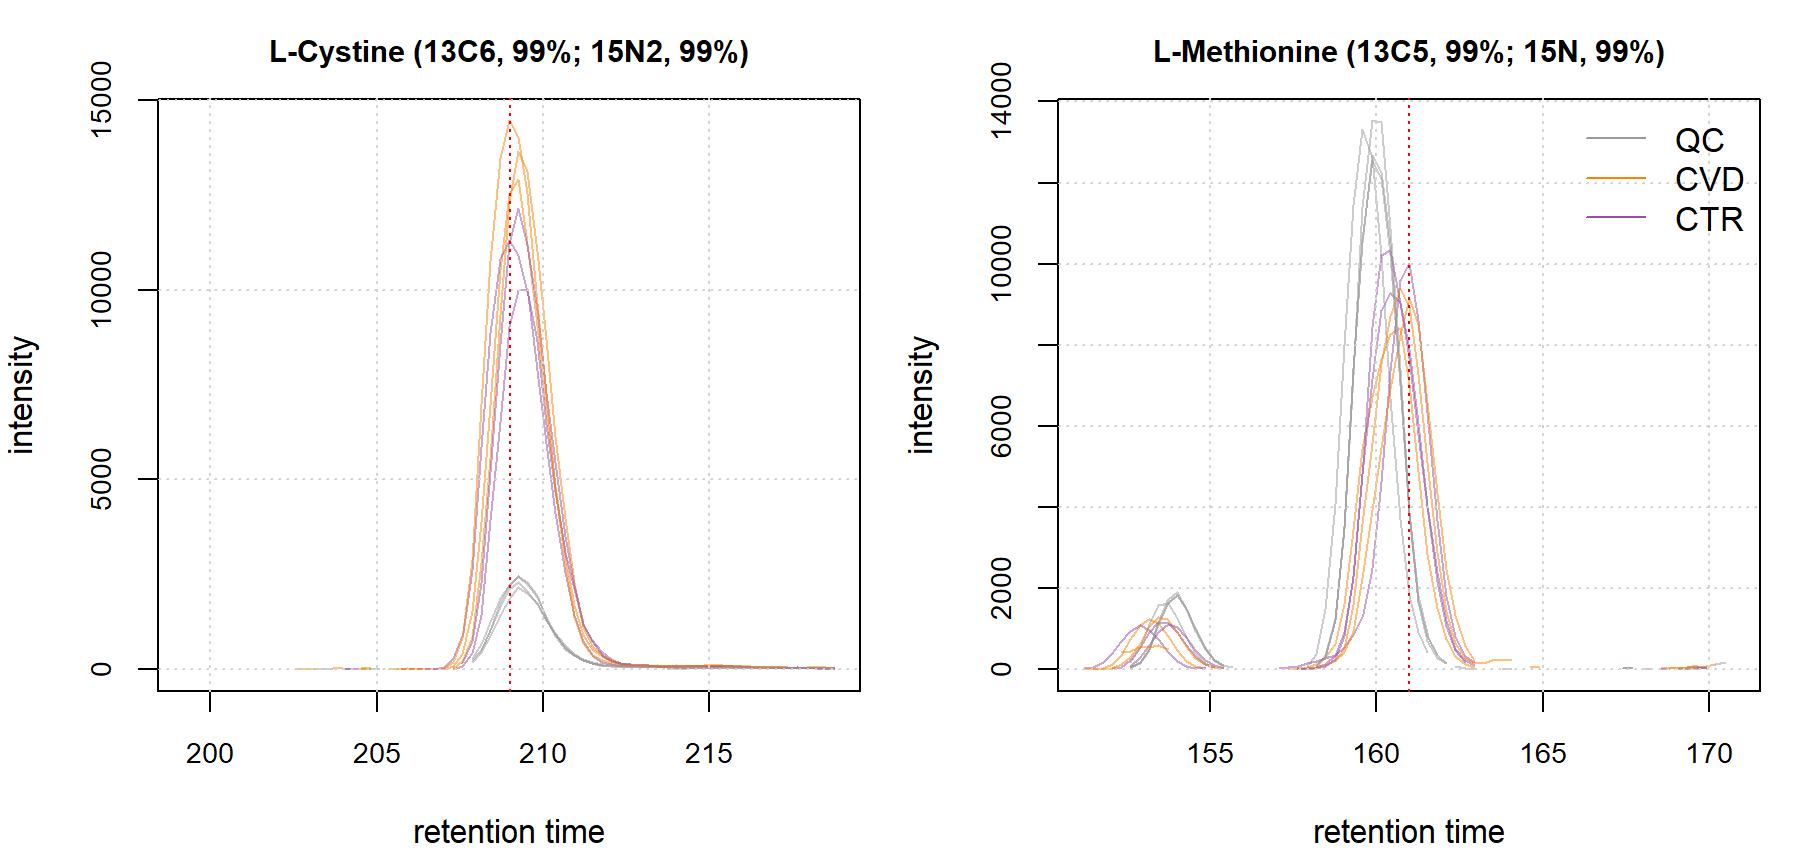 L-Cystine (13C6, 99%; 15N2, 99%)
intensity
15000
10000
5000
0
200 205 210 215
retention time
L-Methionine (13C5, 99%; 15N, 99%)
intensity
14000
10000
6000
2000
0
QC
CVD
CTR
155 160 165 170
retention time